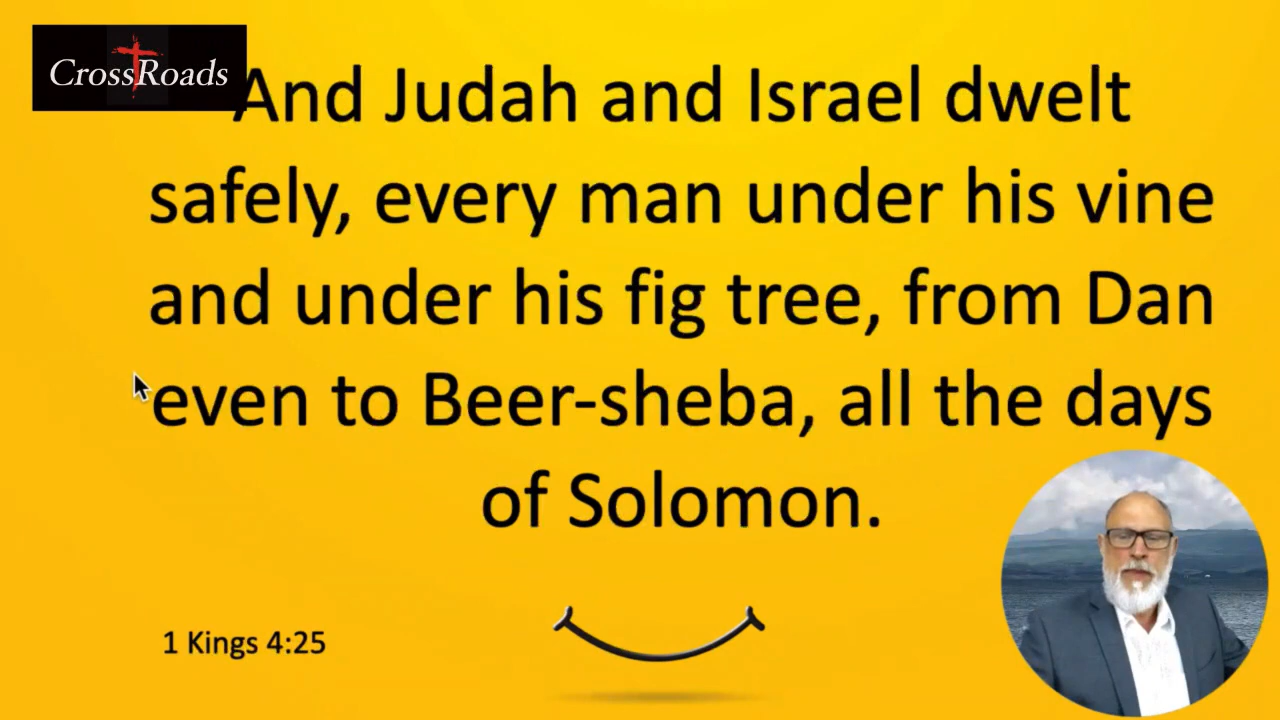 CrossRoads
And Judah and Israel dwelt
safely, every man under his vine
and under his fig tree, from Dan
even to Beer-sheba, all the days
of Solomon.
1 Kings 4:25